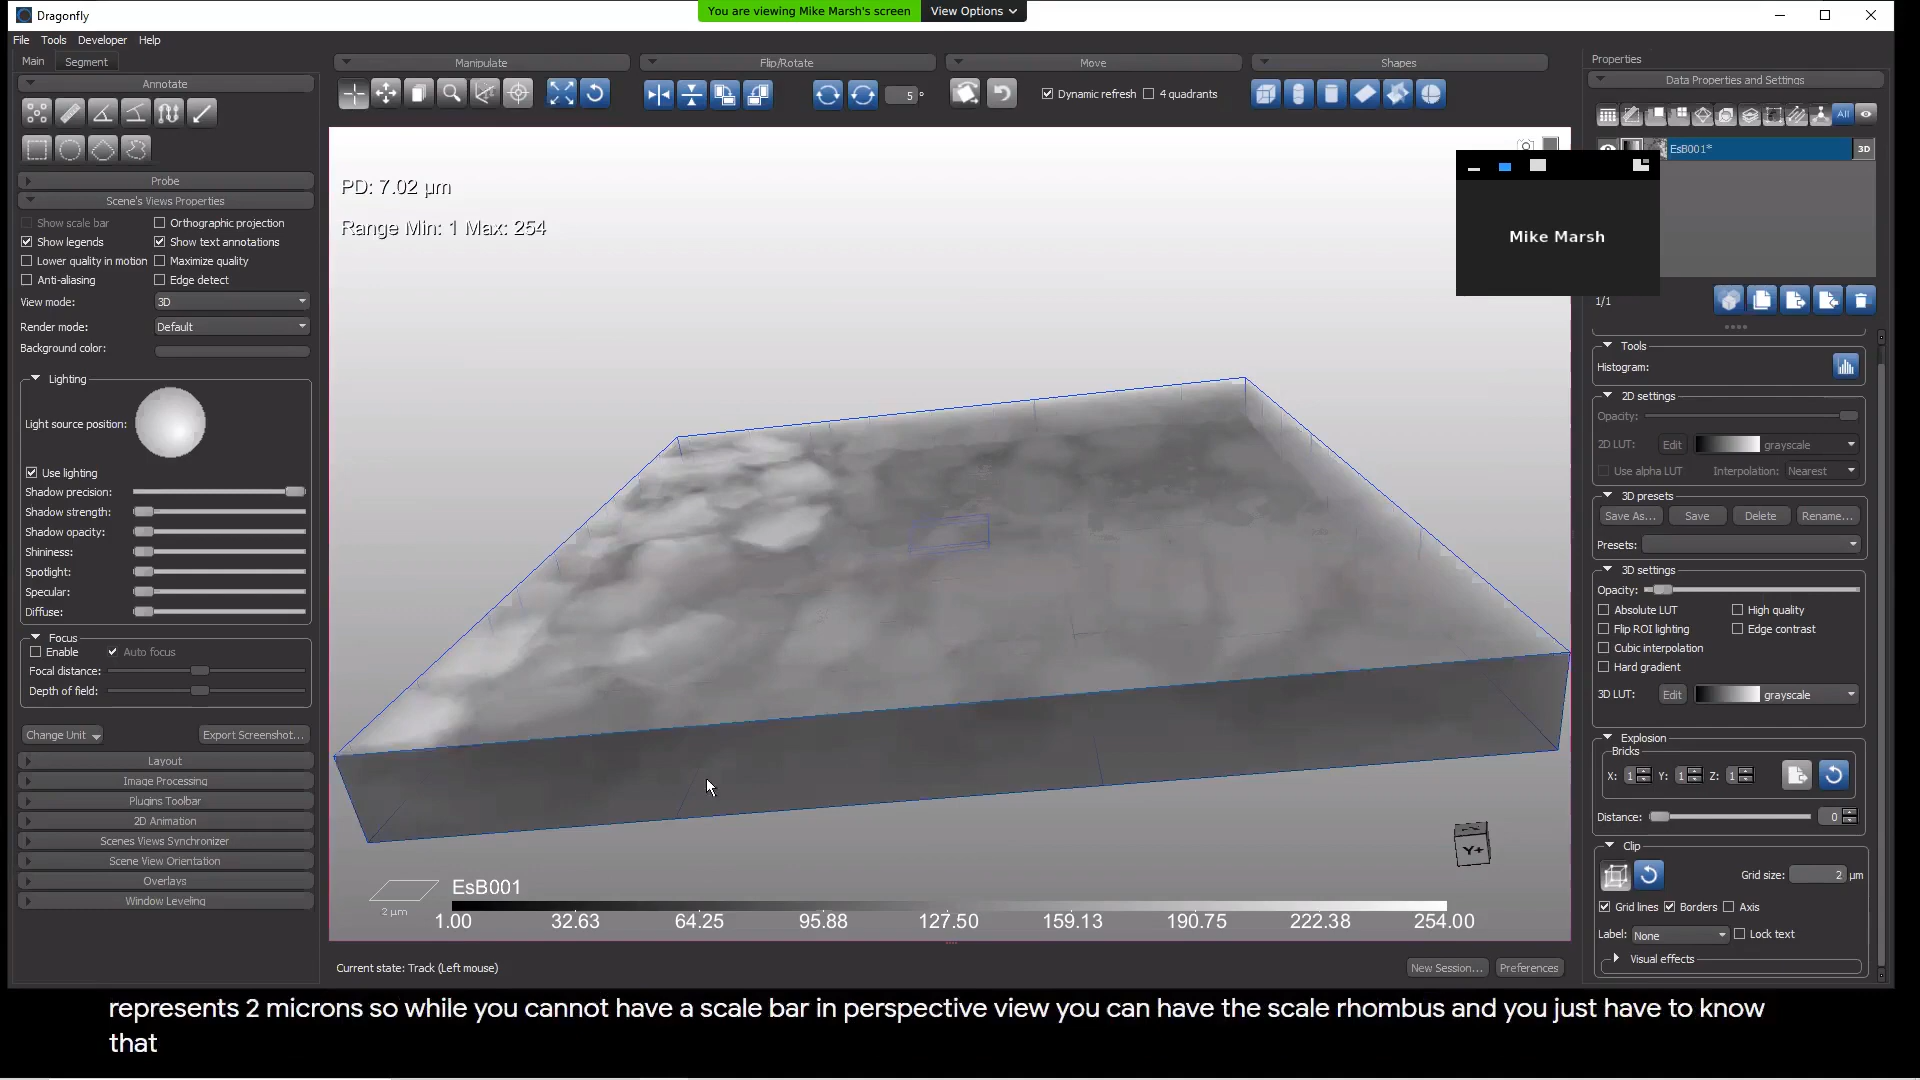 Dragonfly
You are viewing Mike Marsh's screen
View Options
File Tools Developer Help
Main Segment
Annotate
Probe
Scene's Views Properties
Show scale bar Orthographic projection
Show legends Show text annotations
Lower quality in motion Maximize quality
Anti-aliasing Edge detect
View mode: 3D
Render mode: Default
Background color:
Lighting
Light source position:
Use lighting
Shadow precision:
Shadow strength:
Shadow opacity:
Shininess:
Spotlight:
Specular:
Diffuse:
Focus
Enable Auto focus
Focal distance:
Depth of field:
Change Unit Export Screenshot...
Layout
Image Processing
Plugins Toolbar
2D Animation
Scenes Views Synchronizer
Scene View Orientation
Overlays
Window Leveling
Manipulate Flip/Rotate Move Shapes
5 °
Dynamic refresh 4 quadrants
PD: 7.02 µm
Range Min: 1 Max: 254
Mike Marsh
Y+
2 µm
EsB001
1.00 32.63 64.25 95.88 127.50 159.13 190.75 222.38 254.00
Current state: Track (Left mouse)
New Session... Preferences
Properties
Data Properties and Settings
All
EsB001* 3D
1/1
Tools
Histogram:
2D settings
Opacity:
2D LUT: Edit grayscale
Use alpha LUT Interpolation: Nearest
3D presets
Save As... Save Delete Rename...
Presets:
3D settings
Opacity:
Absolute LUT High quality
Flip ROI lighting Edge contrast
Cubic interpolation
Hard gradient
3D LUT: Edit grayscale
Explosion
Bricks
X: 1 Y: 1 Z: 1
Distance: 0
Clip
Grid size: 2 µm
Grid lines Borders Axis
Label: None Lock text
Visual effects
represents 2 microns so while you cannot have a scale bar in perspective view you can have the scale rhombus and you just have to know
that